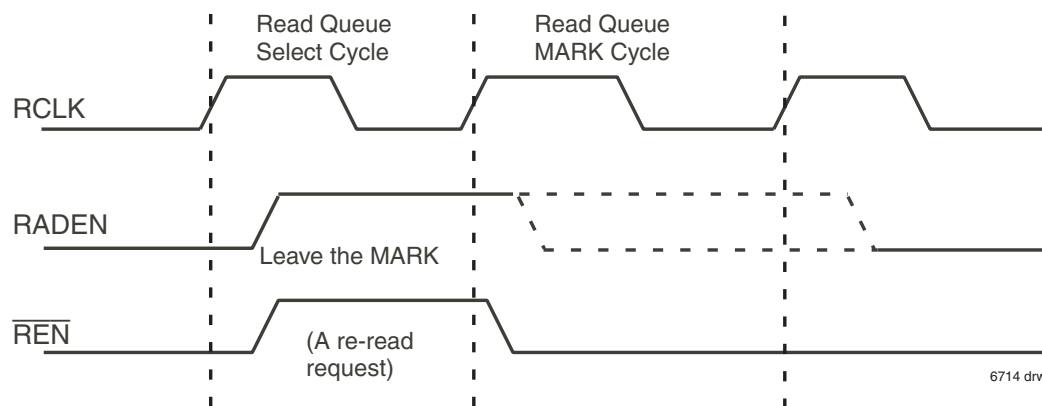 Read Queue
Select Cycle
Read Queue
MARK Cycle
RCLK
RADEN
Leave the MARK
REN
(A re-read
request)
6714 drw